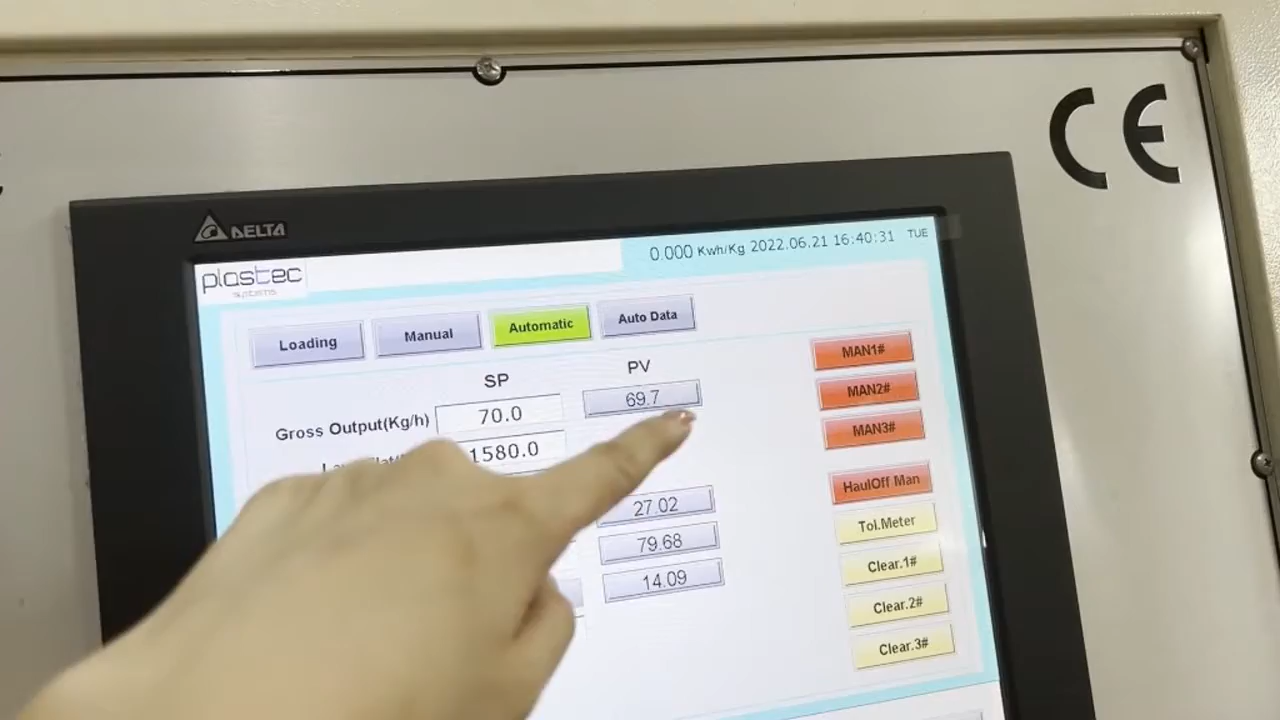 CE
DELTA
plastec
systems
0.000 Kwh/Kg 2022.06.21 16:40:31 TUE
Loading Manual Automatic Auto Data
SP PV
Gross Output(Kg/h) 70.0 69.7
1580.0
27.02
79.68
14.09
MAN1#
MAN2#
MAN3#
HaulOff Man
Tol.Meter
Clear.1#
Clear.2#
Clear.3#